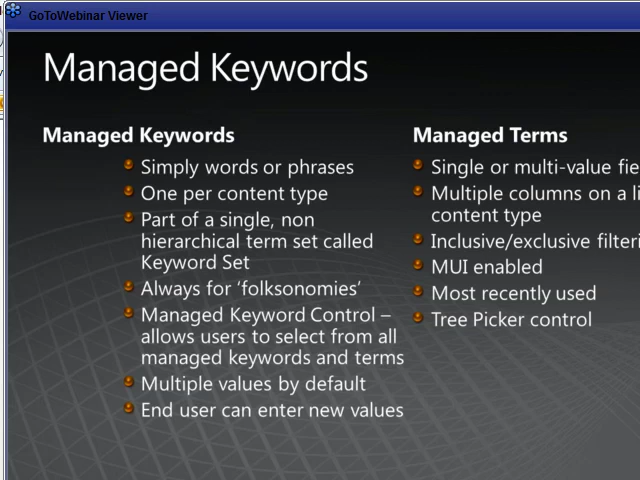 GoToWebinar Viewer
Managed Keywords
Managed Keywords
Simply words or phrases
One per content type
Part of a single, non
hierarchical term set called
Keyword Set
Always for 'folksonomies'
Managed Keyword Control –
allows users to select from all
managed keywords and terms
Multiple values by default
End user can enter new values
Managed Terms
Single or multi-value
Multiple columns on a
content type
MUI enabled
Most recently used
Tree Picker control